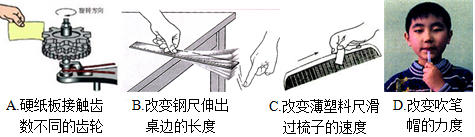 旋转方向
A.硬纸板接触齿
数不同的齿轮
B.改变钢尺伸出
桌边的长度
C.改变薄塑料尺滑
过梳子的速度
D.改变吹笔
帽的力度